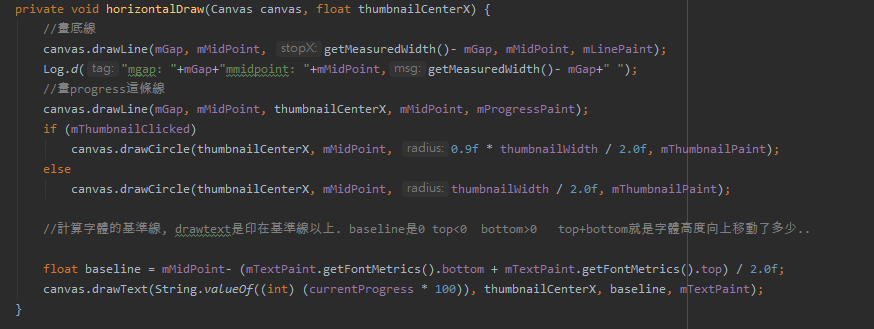 private void horizontalDraw(Canvas canvas, float thumbnailCenterX) {
//畫底線
canvas.drawLine(mGap, mMidPoint, stopX: getMeasuredWidth()- mGap, mMidPoint, mLinePaint);
Log.d( tag: "mgap: "+mGap+"mmidpoint: "+mMidPoint, msg: getMeasuredWidth()- mGap+" ");
//畫progress這條線
canvas.drawLine(mGap, mMidPoint, thumbnailCenterX, mMidPoint, mProgressPaint);
if (mThumbnailClicked)
canvas.drawCircle(thumbnailCenterX, mMidPoint, radius: 0.9f * thumbnailWidth / 2.0f, mThumbnailPaint);
else
canvas.drawCircle(thumbnailCenterX, mMidPoint, radius: thumbnailWidth / 2.0f, mThumbnailPaint);
//計算字體的基準線, drawtext是印在基準線以上. baseline是0 top<0 bottom>0 top+bottom就是字體高度向上移動了多少..
float baseline = mMidPoint- (mTextPaint.getFontMetrics().bottom + mTextPaint.getFontMetrics().top) / 2.0f;
canvas.drawText(String.valueOf((int) (currentProgress * 100)), thumbnailCenterX, baseline, mTextPaint);
}